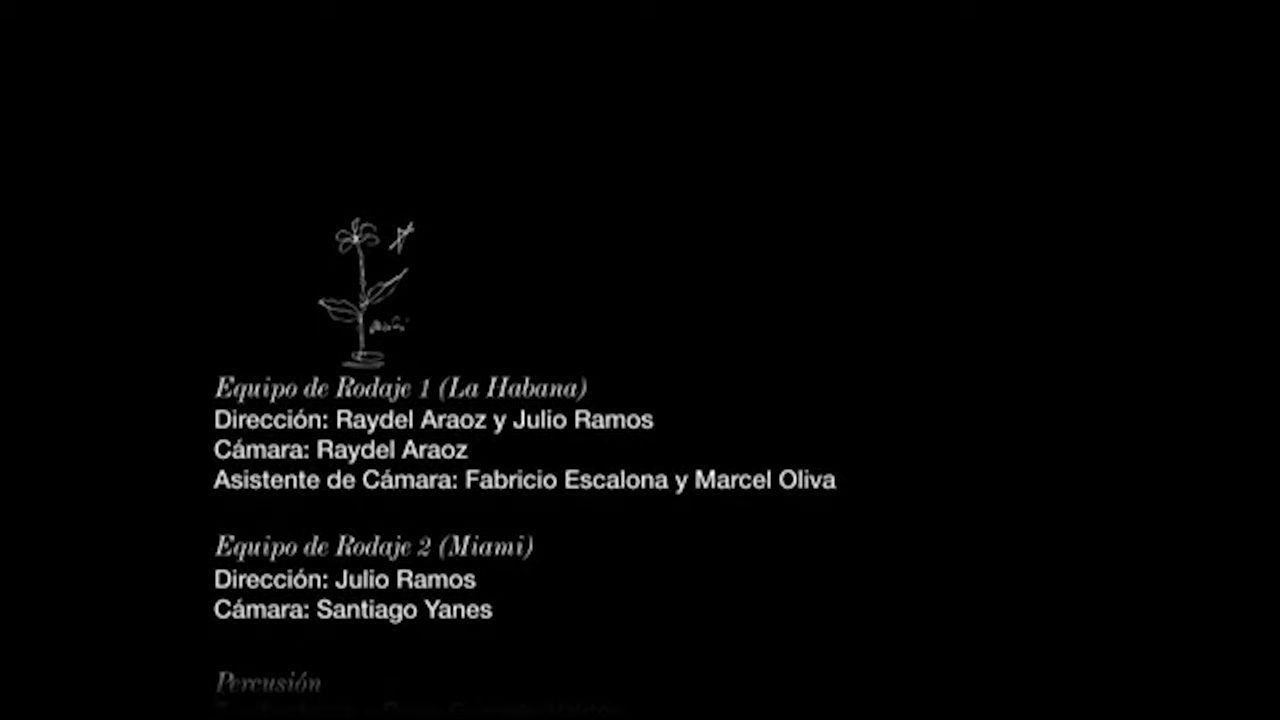 Equipo de Rodaje 1 (La Habana)
Dirección: Raydel Araoz y Julio Ramos
Cámara: Raydel Araoz
Asistente de Cámara: Fabricio Escalona y Marcel Oliva
Equipo de Rodaje 2 (Miami)
Dirección: Julio Ramos
Cámara: Santiago Yanes
Percusión